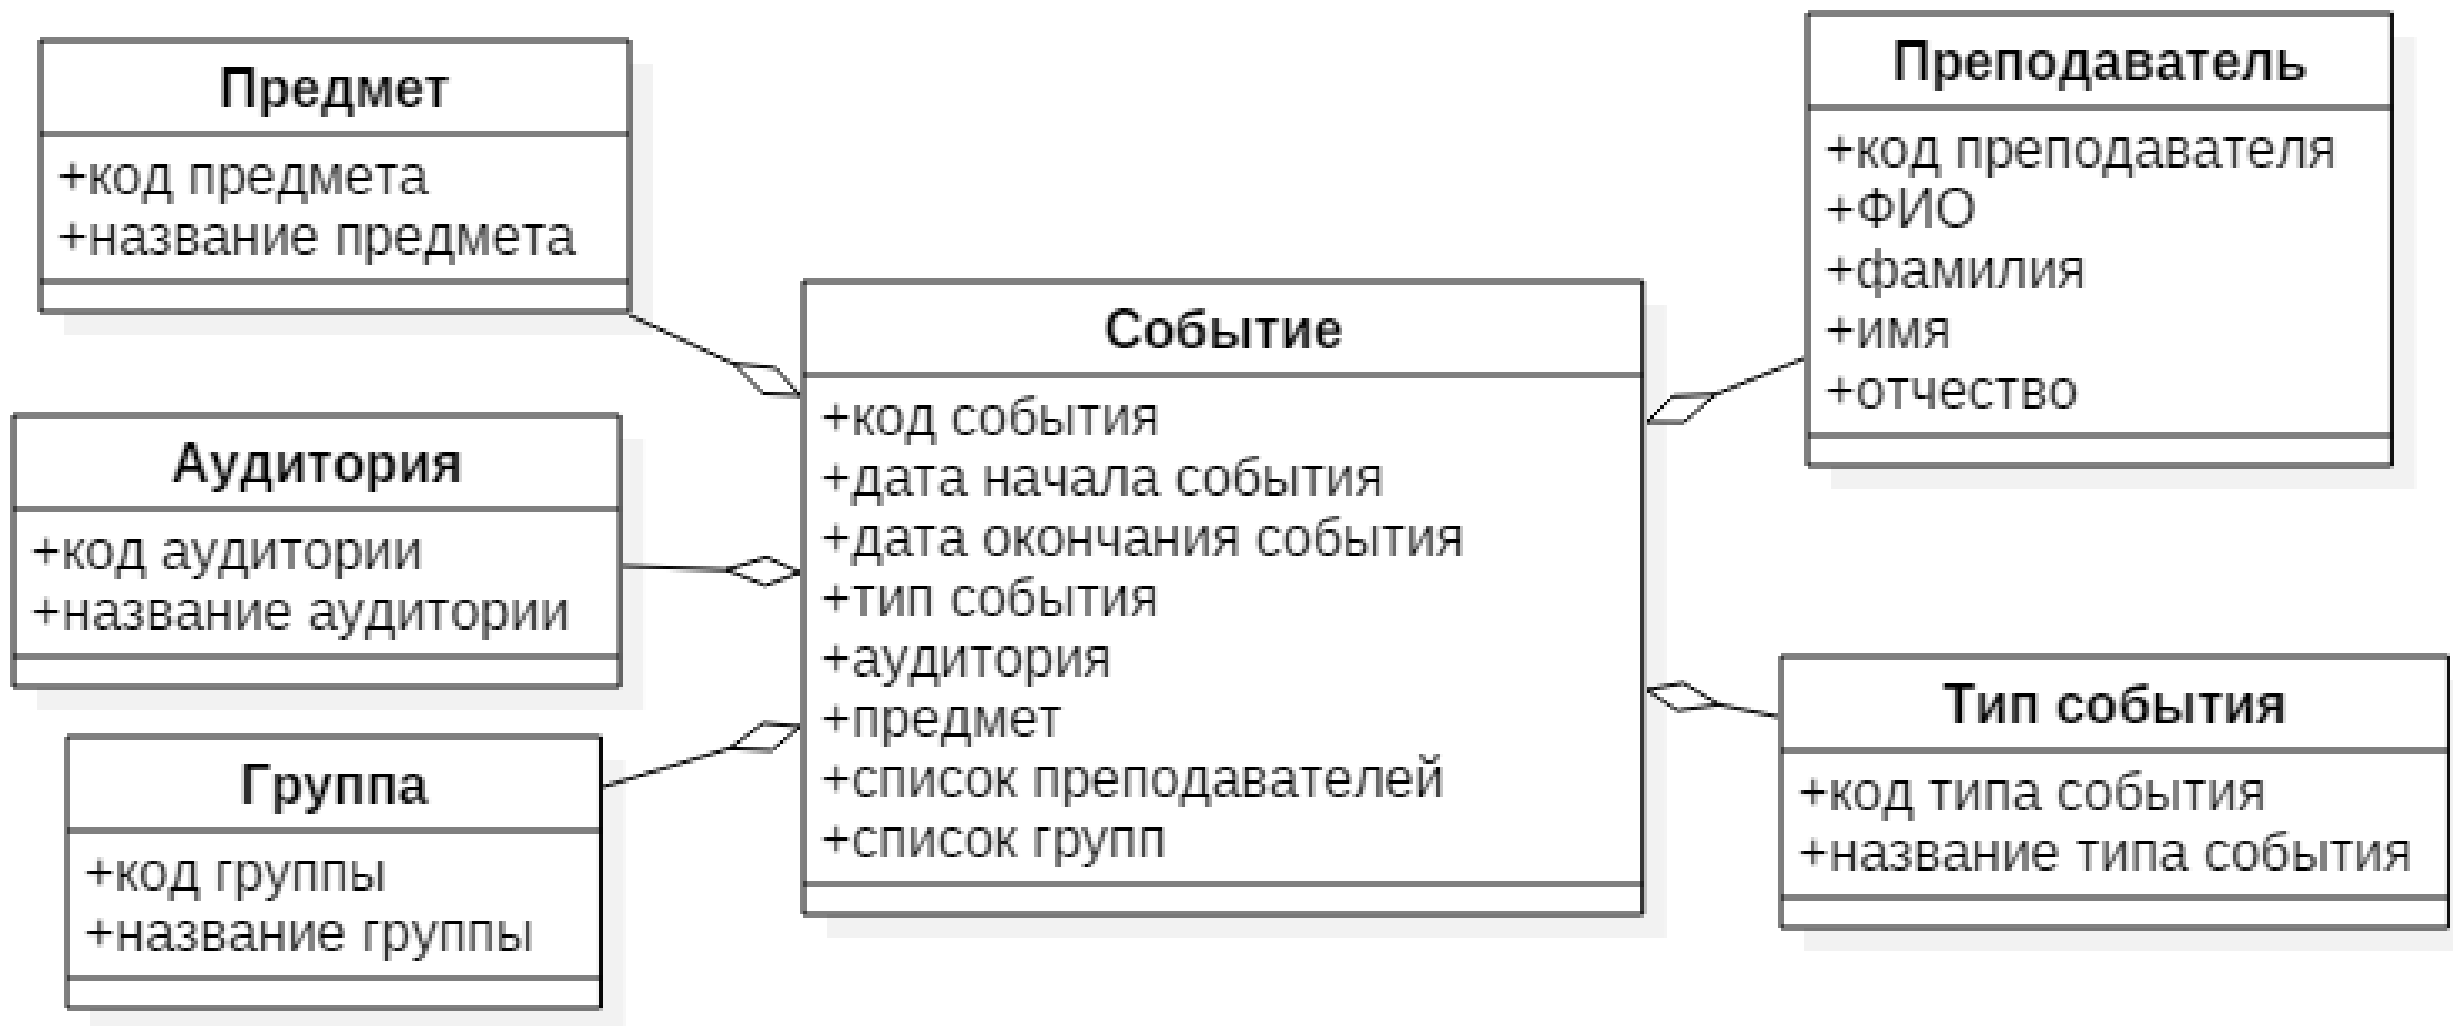 Предмет
+код предмета
+название предмета
Аудитория
+код аудитории
+название аудитории
Группа
+код группы
+название группы
Событие
+код события
+дата начала события
+дата окончания события
+тип события
+аудитория
+предмет
+список преподавателей
+список групп
Преподаватель
+код преподавателя
+ФИО
+фамилия
+имя
+отчество
Тип события
+код типа события
+название типа события